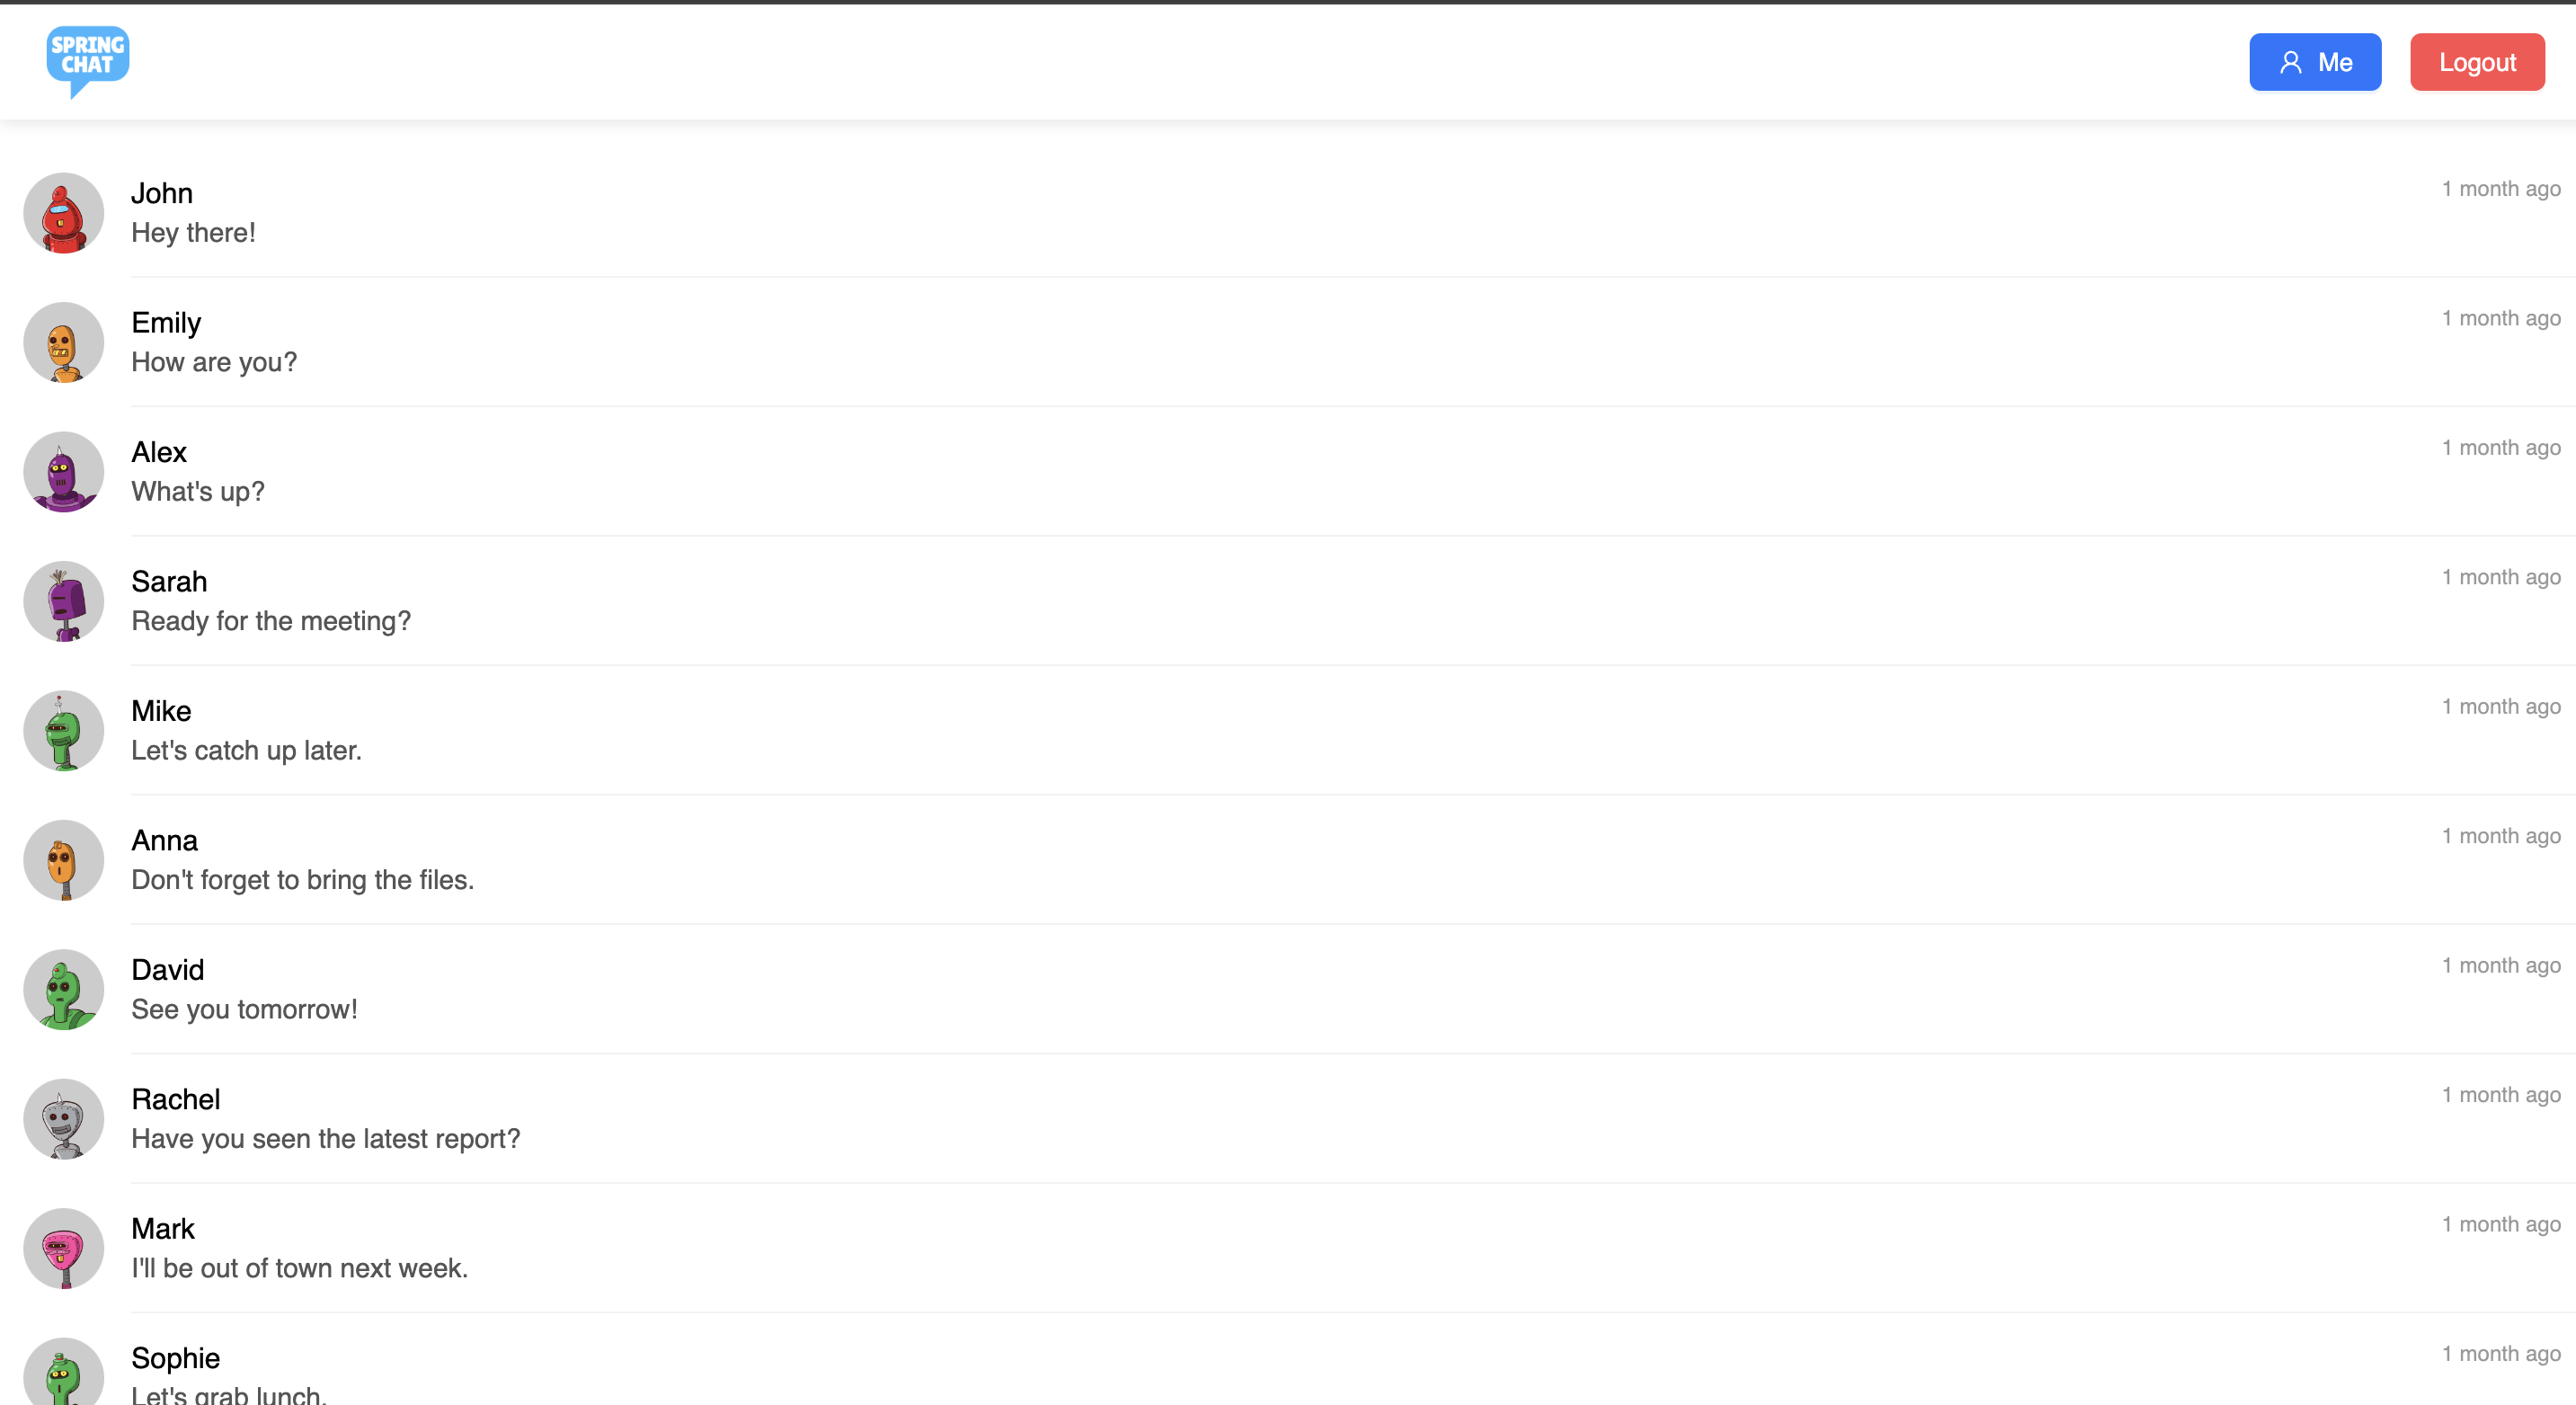 SPRING
CHAT
Me
Logout
John
1 month ago
Hey there!
Emily
1 month ago
How are you?
Alex
1 month ago
What's up?
Sarah
1 month ago
Ready for the meeting?
Mike
1 month ago
Let's catch up later.
Anna
1 month ago
Don't forget to bring the files.
David
1 month ago
See you tomorrow!
Rachel
1 month ago
Have you seen the latest report?
Mark
1 month ago
I'll be out of town next week.
Sophie
1 month ago
Let's grab lunch.